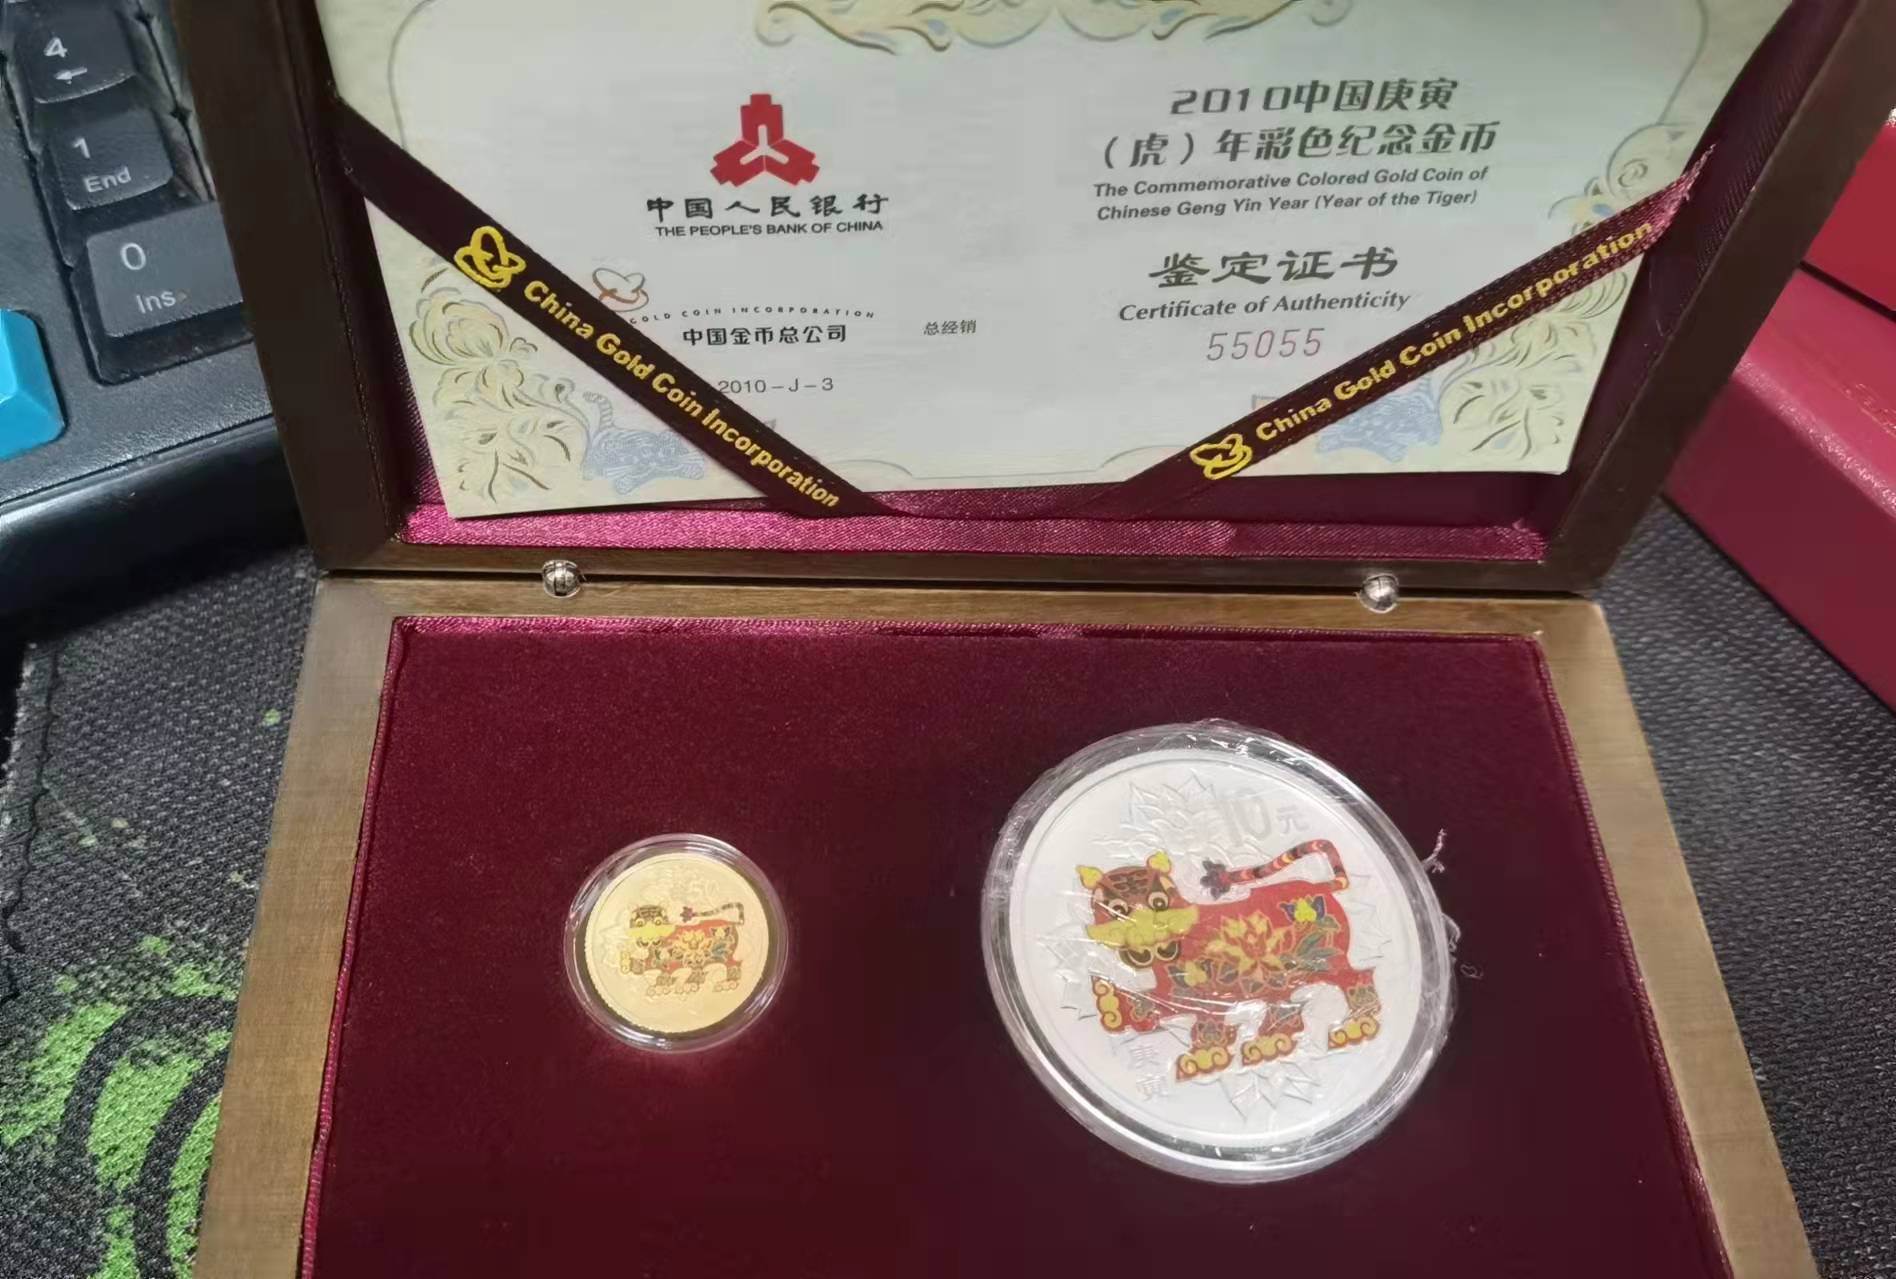 4
←
1
End
0
Ins
中国人民银行
THE PEOPLE'S BANK OF CHINA
GOLD COIN INCORPORATION
中国金币总公司
总经销
2010-J-3
2010中国庚寅
（虎）年彩色纪念金币
The Commemorative Colored Gold Coin of
Chinese Geng Yin Year (Year of the Tiger)
鉴定证书
Certificate of Authenticity
55055
China Gold Coin Incorporation
China Gold Coin Incorporation
50
10元
庚寅